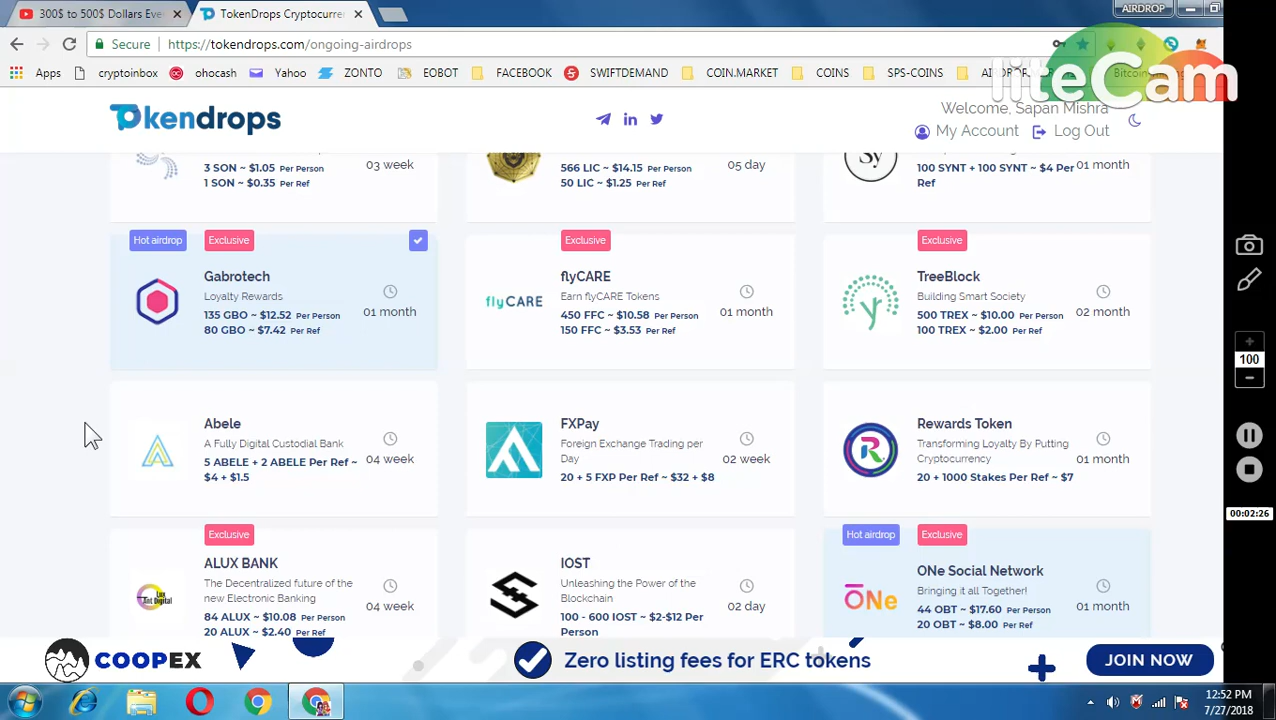 300$ to 500$ Dollars Eve
TokenDrops Cryptocurre
AIRDROP
Secure
https://tokendrops.com/ongoing-airdrops
Apps
cryptoinbox
ohocash
Yahoo
ZONTO
EOBOT
FACEBOOK
SWIFTDEMAND
COIN.MARKET
COINS
SPS-COINS
liteCam
Tokendrops
Welcome, Sapan Mishra
My Account
Log Out
3 SON ~ $1.05 Per Person
1 SON ~ $0.35 Per Ref
03 week
566 LIC ~ $14.15 Per Person
50 LIC ~ $1.25 Per Ref
05 day
Sy
100 SYNT + 100 SYNT ~ $4 Per
Ref
01 month
Hot airdrop
Exclusive
Gabrotech
Loyalty Rewards
135 GBO ~ $12.52 Per Person
80 GBO ~ $7.42 Per Ref
01 month
Exclusive
flyCARE
flyCARE
Earn flyCARE Tokens
450 FFC ~ $10.58 Per Person
150 FFC ~ $3.53 Per Ref
01 month
Exclusive
TreeBlock
Building Smart Society
500 TREX ~ $10.00 Per Person
100 TREX ~ $2.00 Per Ref
02 month
Abele
A Fully Digital Custodial Bank
5 ABELE + 2 ABELE Per Ref ~
$4 + $1.5
04 week
FXPay
Foreign Exchange Trading per
Day
20 + 5 FXP Per Ref ~ $32 + $8
02 week
Rewards Token
Transforming Loyalty By Putting
Cryptocurrency
20 + 1000 Stakes Per Ref ~ $7
01 month
Exclusive
ALUX BANK
The Decentralized future of the
new Electronic Banking
84 ALUX ~ $10.08 Per Person
20 ALUX ~ $2.40 Per Ref
04 week
IOST
Unleashing the Power of the
Blockchain
100 - 600 IOST ~ $2-$12 Per
Person
02 day
Hot airdrop
Exclusive
ONe
ONe Social Network
Bringing it all Together!
44 OBT ~ $17.60 Per Person
20 OBT ~ $8.00 Per Ref
01 month
COOPEX
Zero listing fees for ERC tokens
JOIN NOW
100
00:02:26
12:52 PM
7/27/2018